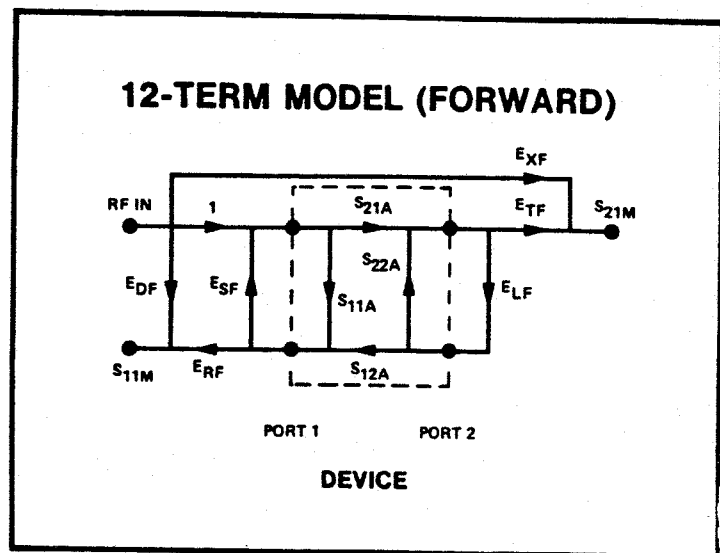 12-TERM MODEL (FORWARD)
EXF
RF IN
1
S21A
ETF
S21M
EDF
ESF
S11A
S22A
ELF
S11M
ERF
S12A
PORT 1
PORT 2
DEVICE